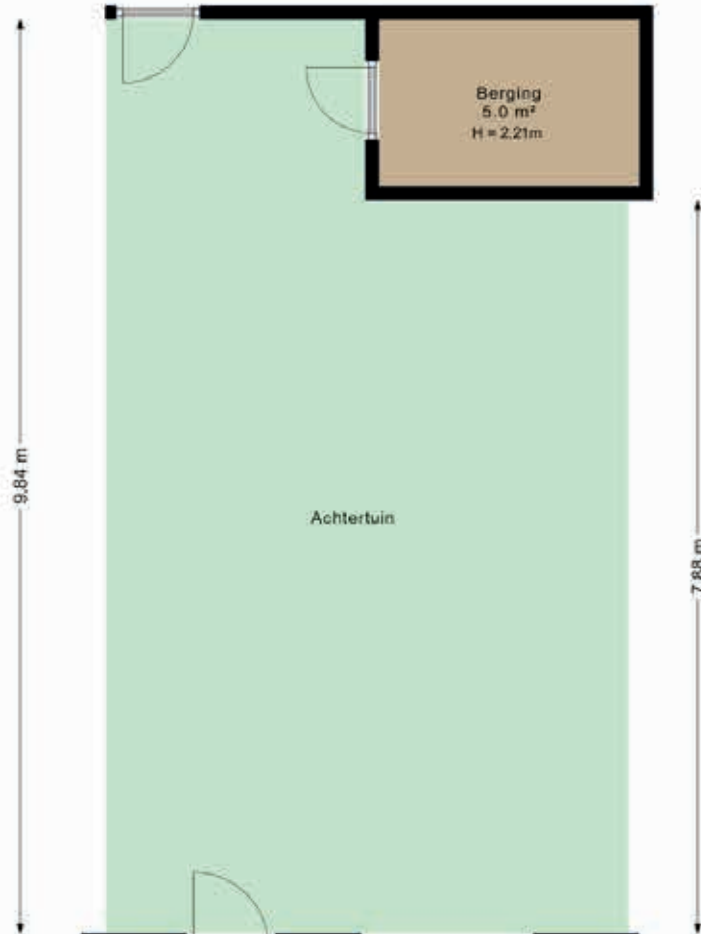 Berging
5.0 m²
H = 2.21m
9.84 m
Achtertuin
7.88 m